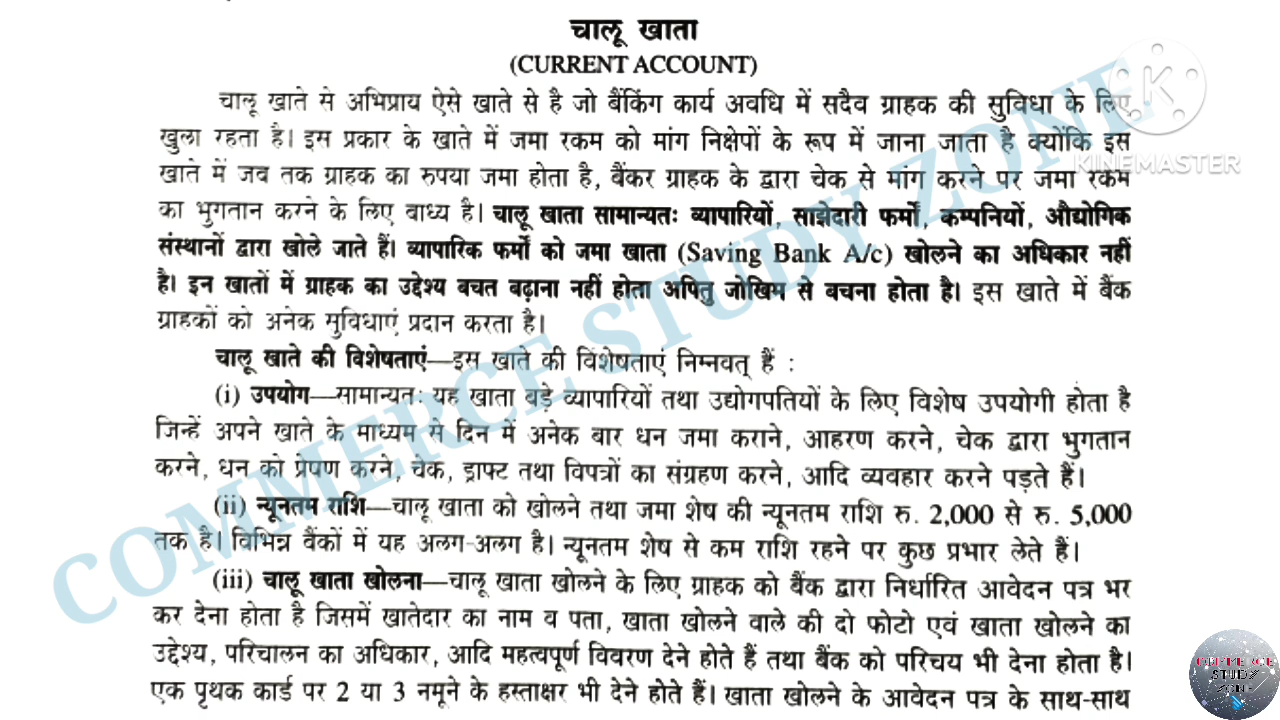 चालू खाता
(CURRENT ACCOUNT)
चालू खाते से अभिप्राय ऐसे खाते से है जो बैंकिंग कार्य अवधि में सदैव ग्राहक की सुविधा के लिए
खुला रहता है। इस प्रकार के खाते में जमा रकम को मांग निक्षेपों के रूप में जाना जाता है क्योंकि इस
खाते में जब तक ग्राहक का रुपया जमा होता है, बैंकर ग्राहक के द्वारा चेक से मांग करने पर जमा रकम
का भुगतान करने के लिए बाध्य है। चालू खाता सामान्यतः व्यापारियों, साझेदारी फर्मों, कम्पनियों, औद्योगिक
संस्थानों द्वारा खोले जाते हैं। व्यापारिक फर्मों को जमा खाता (Saving Bank A/c) खोलने का अधिकार नहीं
है। इन खातों में ग्राहक का उद्देश्य बचत बढ़ाना नहीं होता अपितु जोखिम से बचना होता है। इस खाते में बैंक
ग्राहकों को अनेक सुविधाएं प्रदान करता है।
चालू खाते की विशेषताएं—इस खाते की विशेषताएं निम्नवत् हैं :
(i) उपयोग—सामान्यतः यह खाता बड़े व्यापारियों तथा उद्योगपतियों के लिए विशेष उपयोगी होता है
जिन्हें अपने खाते के माध्यम से दिन में अनेक बार धन जमा कराने, आहरण करने, चेक द्वारा भुगतान
करने, धन को प्रेषण करने, चेक, ड्राफ्ट तथा विपत्रों का संग्रहण करने, आदि व्यवहार करने पड़ते हैं।
(ii) न्यूनतम राशि—चालू खाता को खोलने तथा जमा शेष की न्यूनतम राशि रु. 2,000 से रु. 5,000
तक है। विभिन्न बैंकों में यह अलग-अलग है। न्यूनतम शेष से कम राशि रहने पर कुछ प्रभार लेते हैं।
(iii) चालू खाता खोलना—चालू खाता खोलने के लिए ग्राहक को बैंक द्वारा निर्धारित आवेदन पत्र भर
कर देना होता है जिसमें खातेदार का नाम व पता, खाता खोलने वाले की दो फोटो एवं खाता खोलने का
उद्देश्य, परिचालन का अधिकार, आदि महत्वपूर्ण विवरण देने होते हैं तथा बैंक को परिचय भी देना होता है।
एक पृथक कार्ड पर 2 या 3 नमूने के हस्ताक्षर भी देने होते हैं। खाता खोलने के आवेदन पत्र के साथ-साथ
COMMERCE STUDY ZONE
K
KINEMASTER
COMMERCE
STUDY
ZONE